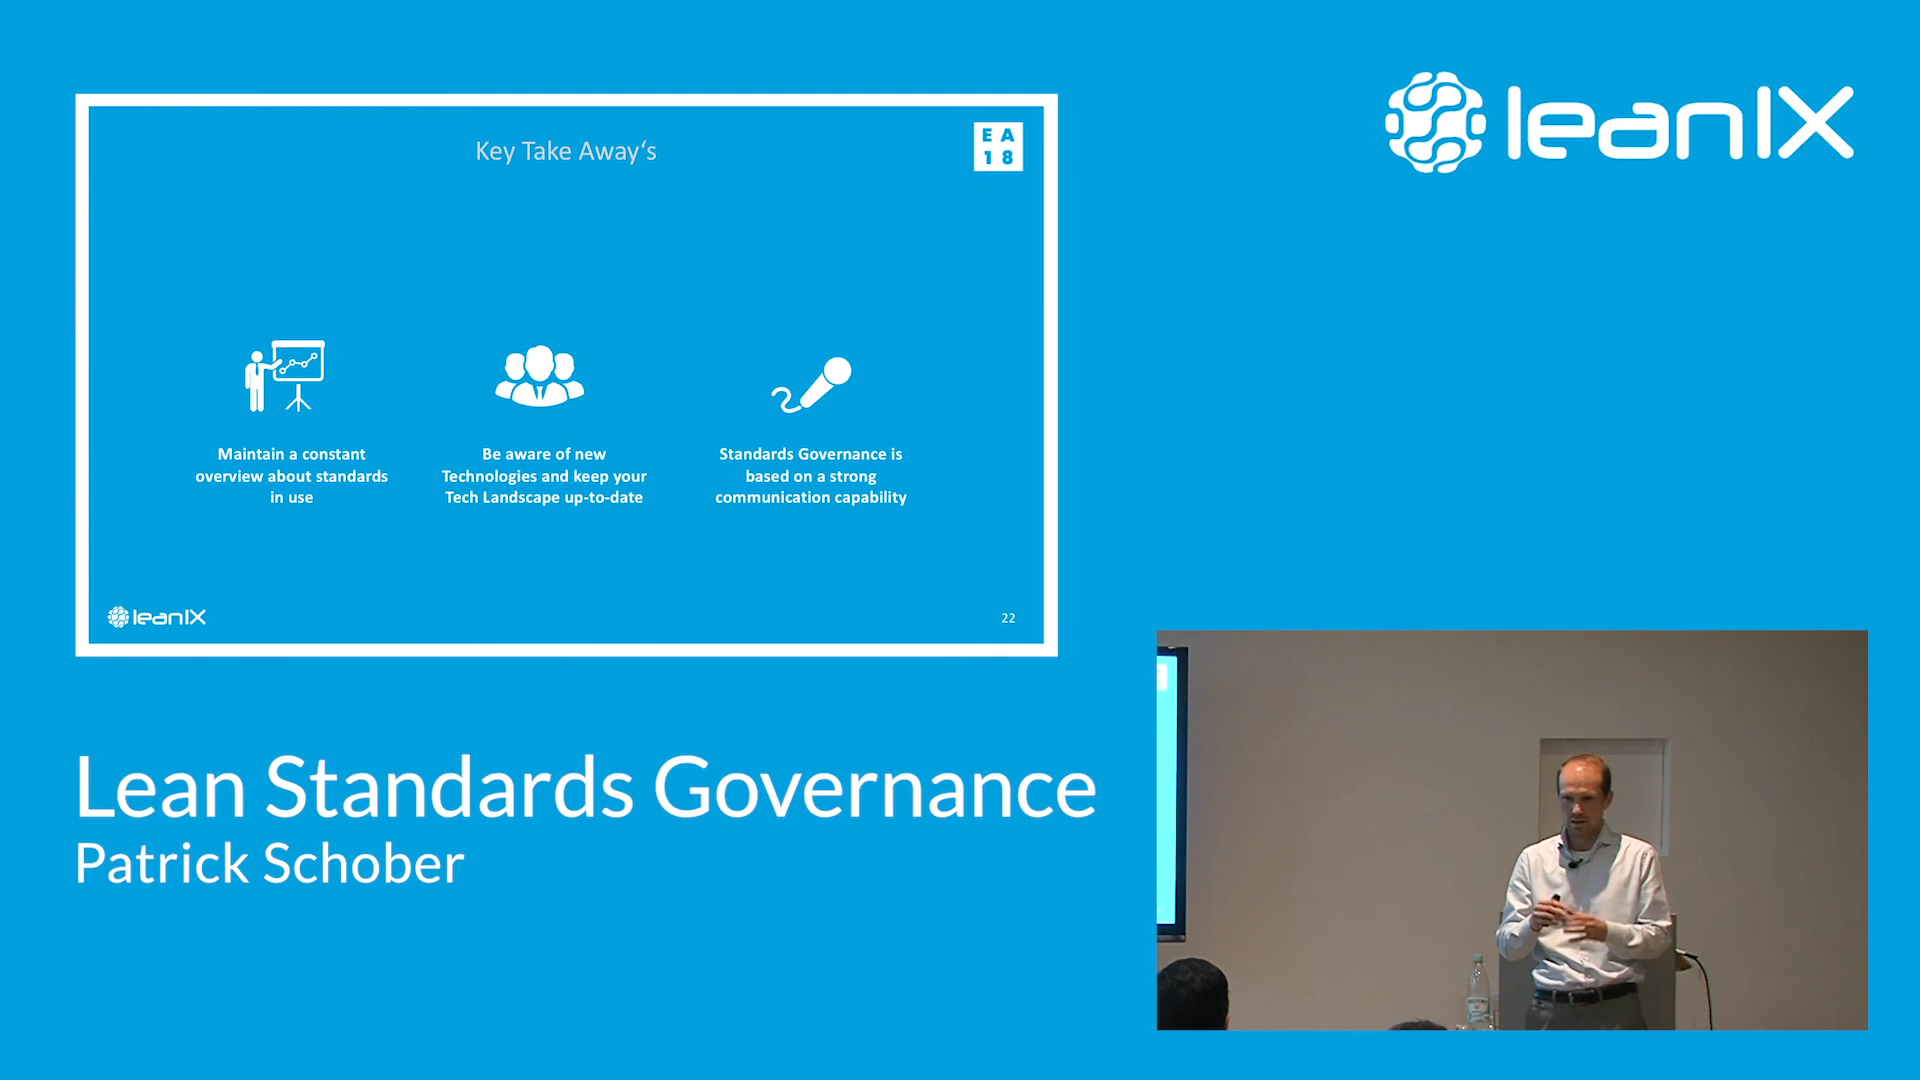 leanIX
Key Take Away‘s
E A
18
Maintain a constant
overview about standards
in use
Be aware of new
Technologies and keep your
Tech Landscape up-to-date
Standards Governance is
based on a strong
communication capability
leanIX
22
Lean Standards Governance
Patrick Schober